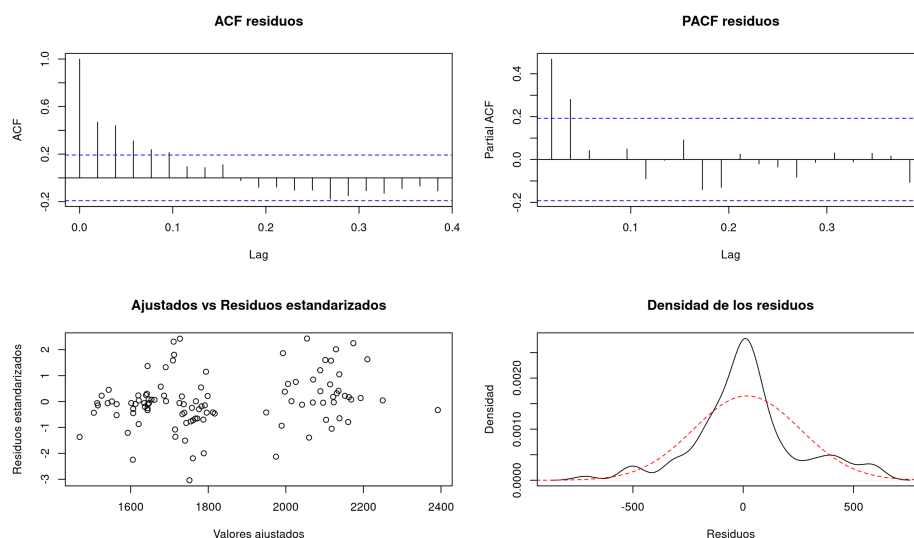 ACF residuos
ACF
1.0
0.6
0.2
-0.2
0.0
0.1
0.2
0.3
0.4
Lag
PACF residuos
Partial ACF
0.4
0.2
0.0
-0.2
0.1
0.2
0.3
Lag
Ajustados vs Residuos estandarizados
Residuos estandarizados
2
1
0
-1
-2
-3
1600
1800
2000
2200
2400
Valores ajustados
Densidad de los residuos
Densidad
0.0020
0.0010
0.0000
-500
0
500
Residuos